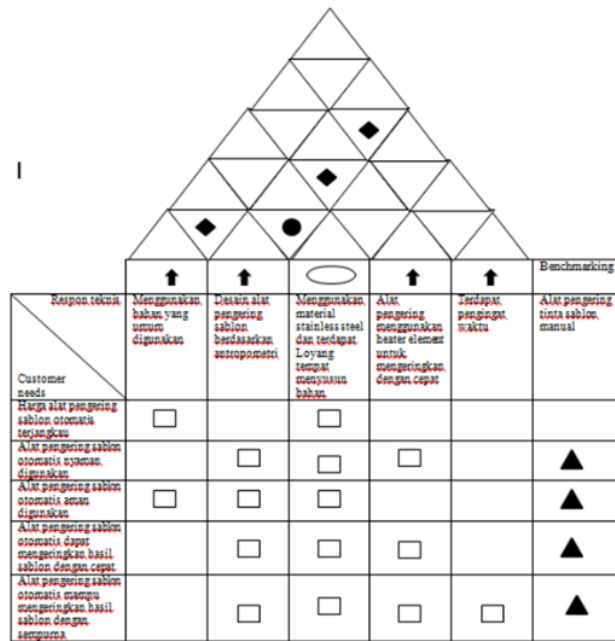 Benchmarking
Respon teknis
Customer
needs
Menggunakan
bahan yang
umum
digunakan
Desain alat
pengering
sablon
berdasarkan
antropometri
Menggunakan
material
stainless steel
dan terdapat
Loyang
tempat
menyusun
bahan
Alat
pengering
menggunakan
heater element
untuk
mengeringkan
dengan cepat
Terdapat
pengingat
waktu
Alat pengering
tinta sablon
manual
Harga alat pengering
sablon otomatis
terjangkau
Alat pengering sablon
otomatis nyaman
digunakan
Alat pengering sablon
otomatis aman
digunakan
Alat pengering sablon
otomatis dapat
mengeringkan hasil
sablon dengan cepat
Alat pengering sablon
otomatis mampu
mengeringkan hasil
sablon dengan
sempurna